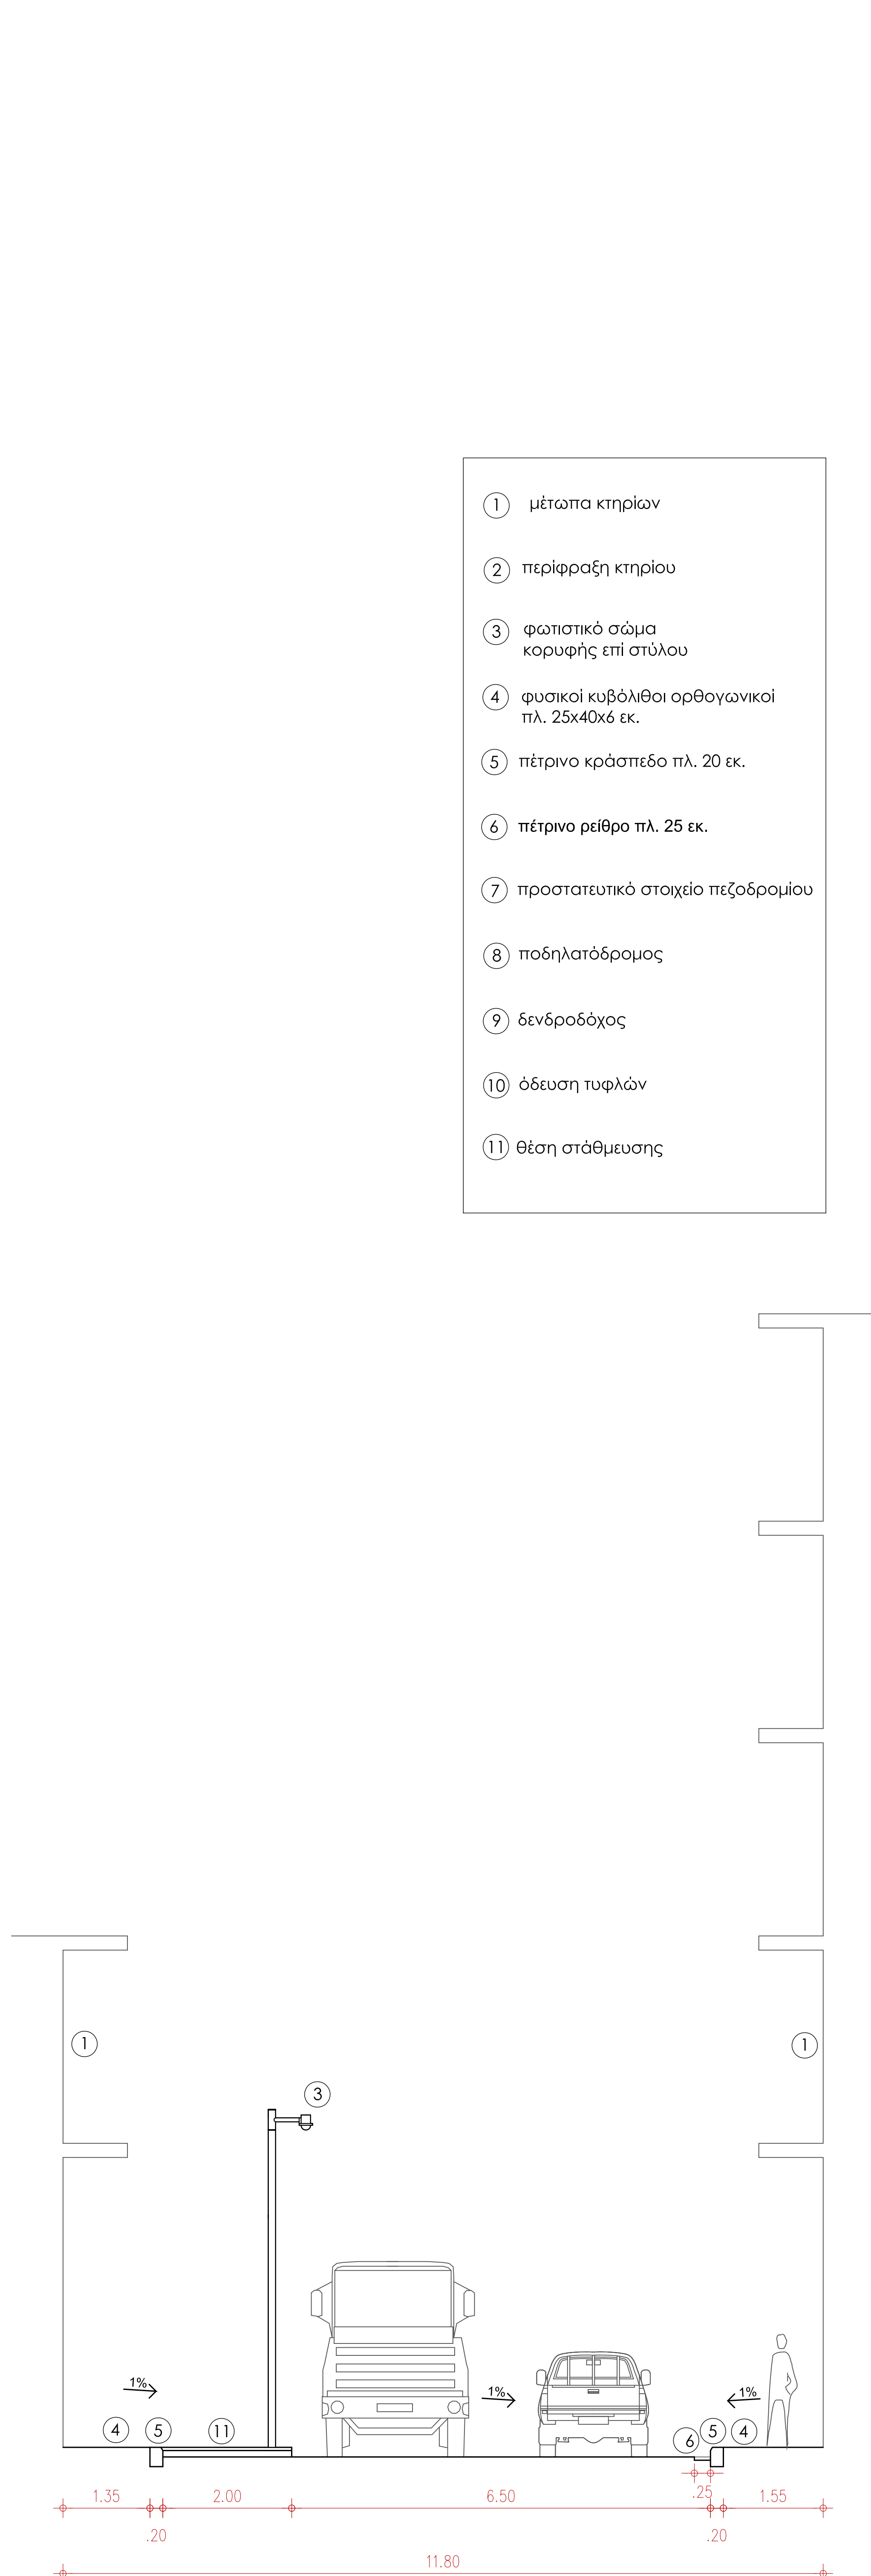 1 μέτωπα κτηρίων
2 περίφραξη κτηρίου
3 φωτιστικό σώμα
κορυφής επί στύλου
4 φυσικοί κυβόλιθοι ορθογωνικοί
πλ. 25x40x6 εκ.
5 πέτρινο κράσπεδο πλ. 20 εκ.
6 πέτρινο ρείθρο πλ. 25 εκ.
7 προστατευτικό στοιχείο πεζοδρομίου
8 ποδηλατόδρομος
9 δενδροδόχος
10 όδευση τυφλών
11 θέση στάθμευσης
1 1
3
1% 1% 1%
4 5 11 6 5 4
1.35 2.00 6.50 .25 1.55
.20 .20
11.80